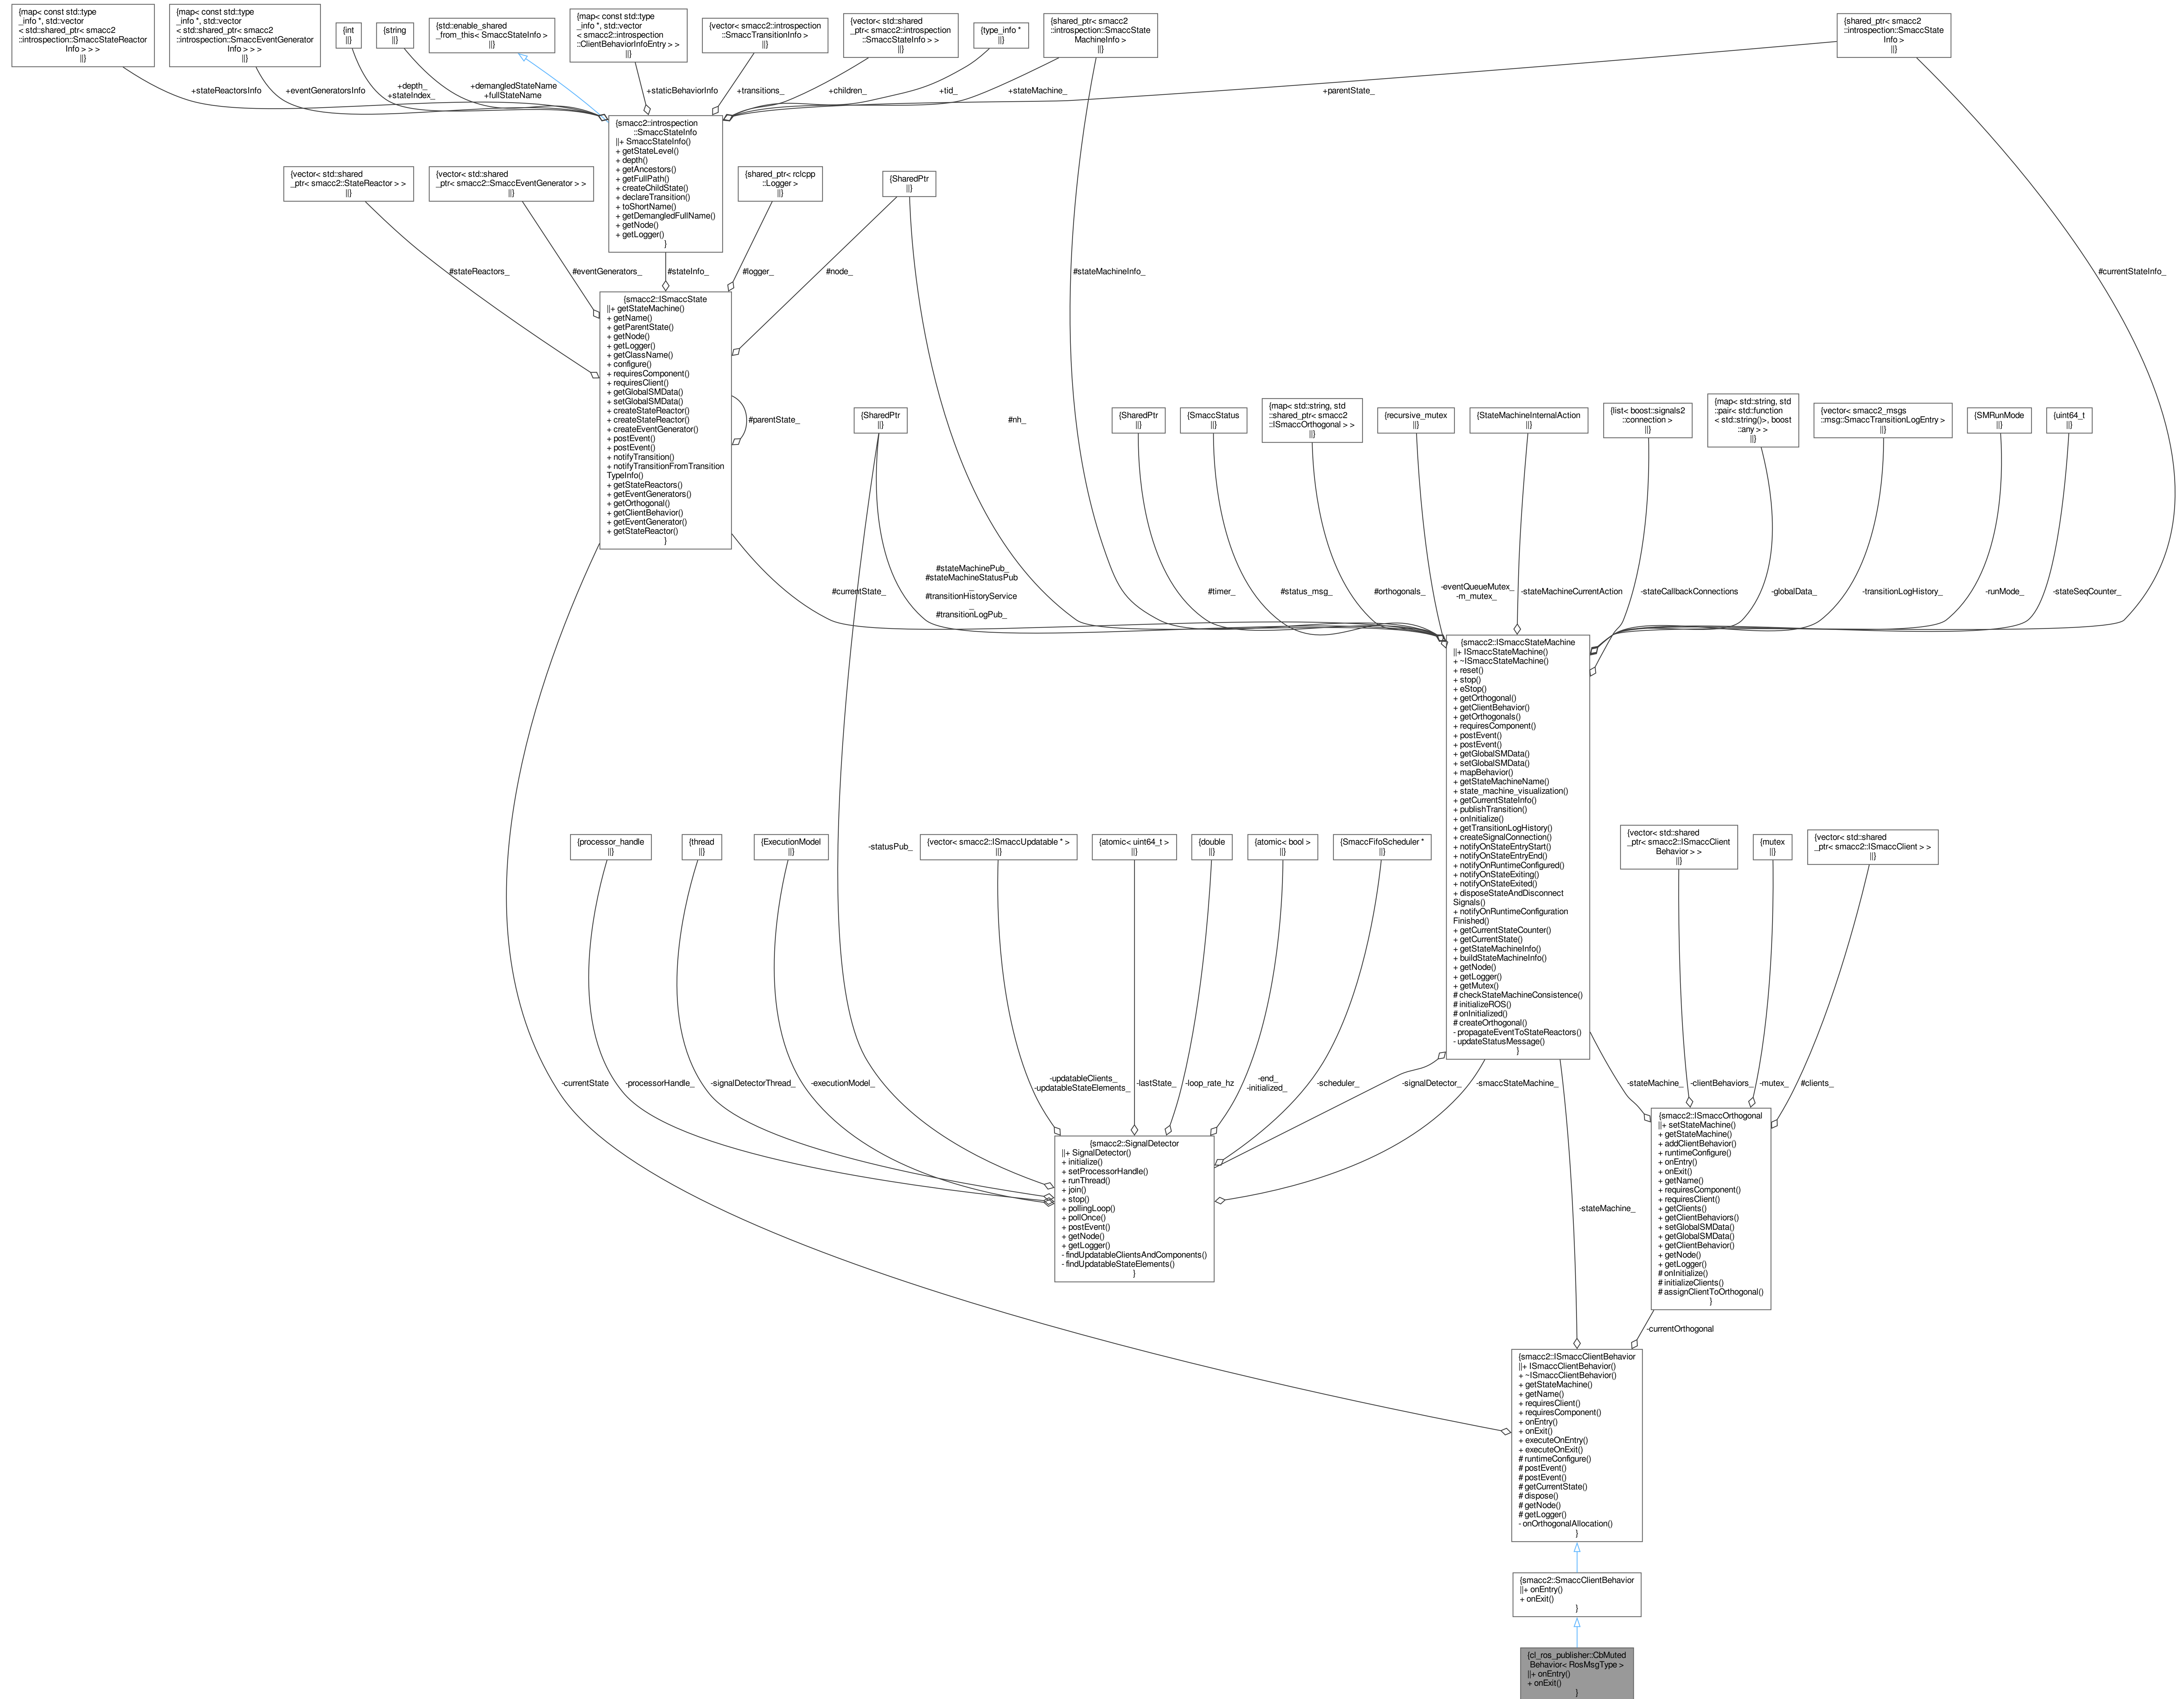 {map< const std::type
_info *, std::vector
< std::shared_ptr< smacc2
::introspection::SmaccStateReactor
Info > > >
||}
{map< const std::type
_info *, std::vector
< std::shared_ptr< smacc2
::introspection::SmaccEventGenerator
Info > > >
||}
{int
||}
{string
||}
{std::enable_shared
_from_this< SmaccStateInfo >
||}
{map< const std::type
_info *, std::vector
< smacc2::introspection
::ClientBehaviorInfoEntry > >
||}
{vector< smacc2::introspection
::SmaccTransitionInfo >
||}
{vector< std::shared
_ptr< smacc2::introspection
::SmaccStateInfo > >
||}
{type_info *
||}
{shared_ptr< smacc2
::introspection::SmaccState
MachineInfo >
||}
{shared_ptr< smacc2
::introspection::SmaccState
Info >
||}
+stateReactorsInfo
+eventGeneratorsInfo
+depth_
+stateIndex_
+demangledStateName
+fullStateName
+staticBehaviorInfo
+transitions_
+children_
+tid_
+stateMachine_
+parentState_
{smacc2::introspection
::SmaccStateInfo
||+ SmaccStateInfo()
+ getStateLevel()
+ depth()
+ getAncestors()
+ getFullPath()
+ createChildState()
+ declareTransition()
+ toShortName()
+ getDemangledFullName()
+ getNode()
+ getLogger()
}
{vector< std::shared
_ptr< smacc2::StateReactor > >
||}
{vector< std::shared
_ptr< smacc2::SmaccEventGenerator > >
||}
{shared_ptr< rclcpp
::Logger >
||}
{SharedPtr
||}
#stateReactors_
#eventGenerators_
#stateInfo_
#logger_
#node_
#stateMachineInfo_
#currentStateInfo_
{smacc2::ISmaccState
||+ getStateMachine()
+ getName()
+ getParentState()
+ getNode()
+ getLogger()
+ getClassName()
+ configure()
+ requiresComponent()
+ requiresClient()
+ getGlobalSMData()
+ setGlobalSMData()
+ createStateReactor()
+ createStateReactor()
+ createEventGenerator()
+ postEvent()
+ postEvent()
+ notifyTransition()
+ notifyTransitionFromTransition
TypeInfo()
+ getStateReactors()
+ getEventGenerators()
+ getOrthogonal()
+ getClientBehavior()
+ getEventGenerator()
+ getStateReactor()
}
#parentState_
{SharedPtr
||}
#nh_
{SharedPtr
||}
{SmaccStatus
||}
{map< std::string, std
::shared_ptr< smacc2
::ISmaccOrthogonal > >
||}
{recursive_mutex
||}
{StateMachineInternalAction
||}
{list< boost::signals2
::connection >
||}
{map< std::string, std
::pair< std::function
< std::string()>, boost
::any > >
||}
{vector< smacc2_msgs
::msg::SmaccTransitionLogEntry >
||}
{SMRunMode
||}
{uint64_t
||}
#currentState_
#stateMachinePub_
#stateMachineStatusPub
_
#transitionHistoryService
_
#transitionLogPub_
#timer_
#status_msg_
#orthogonals_
-eventQueueMutex_
-m_mutex_
-stateMachineCurrentAction
-stateCallbackConnections
-globalData_
-transitionLogHistory_
-runMode_
-stateSeqCounter_
{smacc2::ISmaccStateMachine
||+ ISmaccStateMachine()
+ ~ISmaccStateMachine()
+ reset()
+ stop()
+ eStop()
+ getOrthogonal()
+ getClientBehavior()
+ getOrthogonals()
+ requiresComponent()
+ postEvent()
+ postEvent()
+ getGlobalSMData()
+ setGlobalSMData()
+ mapBehavior()
+ getStateMachineName()
+ state_machine_visualization()
+ getCurrentStateInfo()
+ publishTransition()
+ onInitialize()
+ getTransitionLogHistory()
+ createSignalConnection()
+ notifyOnStateEntryStart()
+ notifyOnStateEntryEnd()
+ notifyOnRuntimeConfigured()
+ notifyOnStateExiting()
+ notifyOnStateExited()
+ disposeStateAndDisconnect
Signals()
+ notifyOnRuntimeConfiguration
Finished()
+ getCurrentStateCounter()
+ getCurrentState()
+ getStateMachineInfo()
+ buildStateMachineInfo()
+ getNode()
+ getLogger()
+ getMutex()
# checkStateMachineConsistence()
# initializeROS()
# onInitialized()
# createOrthogonal()
- propagateEventToStateReactors()
- updateStatusMessage()
}
{processor_handle
||}
{thread
||}
{ExecutionModel
||}
-statusPub_
{vector< smacc2::ISmaccUpdatable * >
||}
{atomic< uint64_t >
||}
{double
||}
{atomic< bool >
||}
{SmaccFifoScheduler *
||}
{vector< std::shared
_ptr< smacc2::ISmaccClient
Behavior > >
||}
{mutex
||}
{vector< std::shared
_ptr< smacc2::ISmaccClient > >
||}
-currentState
-processorHandle_
-signalDetectorThread_
-executionModel_
-updatableClients_
-updatableStateElements_
-lastState_
-loop_rate_hz
-end_
-initialized_
-scheduler_
-signalDetector_
-smaccStateMachine_
-stateMachine_
-clientBehaviors_
-mutex_
#clients_
{smacc2::SignalDetector
||+ SignalDetector()
+ initialize()
+ setProcessorHandle()
+ runThread()
+ join()
+ stop()
+ pollingLoop()
+ pollOnce()
+ postEvent()
+ getNode()
+ getLogger()
- findUpdatableClientsAndComponents()
- findUpdatableStateElements()
}
{smacc2::ISmaccOrthogonal
||+ setStateMachine()
+ getStateMachine()
+ addClientBehavior()
+ runtimeConfigure()
+ onEntry()
+ onExit()
+ getName()
+ requiresComponent()
+ requiresClient()
+ getClients()
+ getClientBehaviors()
+ setGlobalSMData()
+ getGlobalSMData()
+ getClientBehavior()
+ getNode()
+ getLogger()
# onInitialize()
# initializeClients()
# assignClientToOrthogonal()
}
-stateMachine_
-currentOrthogonal
{smacc2::ISmaccClientBehavior
||+ ISmaccClientBehavior()
+ ~ISmaccClientBehavior()
+ getStateMachine()
+ getName()
+ requiresClient()
+ requiresComponent()
+ onEntry()
+ onExit()
+ executeOnEntry()
+ executeOnExit()
# runtimeConfigure()
# postEvent()
# postEvent()
# getCurrentState()
# dispose()
# getNode()
# getLogger()
- onOrthogonalAllocation()
}
{smacc2::SmaccClientBehavior
||+ onEntry()
+ onExit()
}
{cl_ros_publisher::CbMuted
Behavior< RosMsgType >
||+ onEntry()
+ onExit()
}